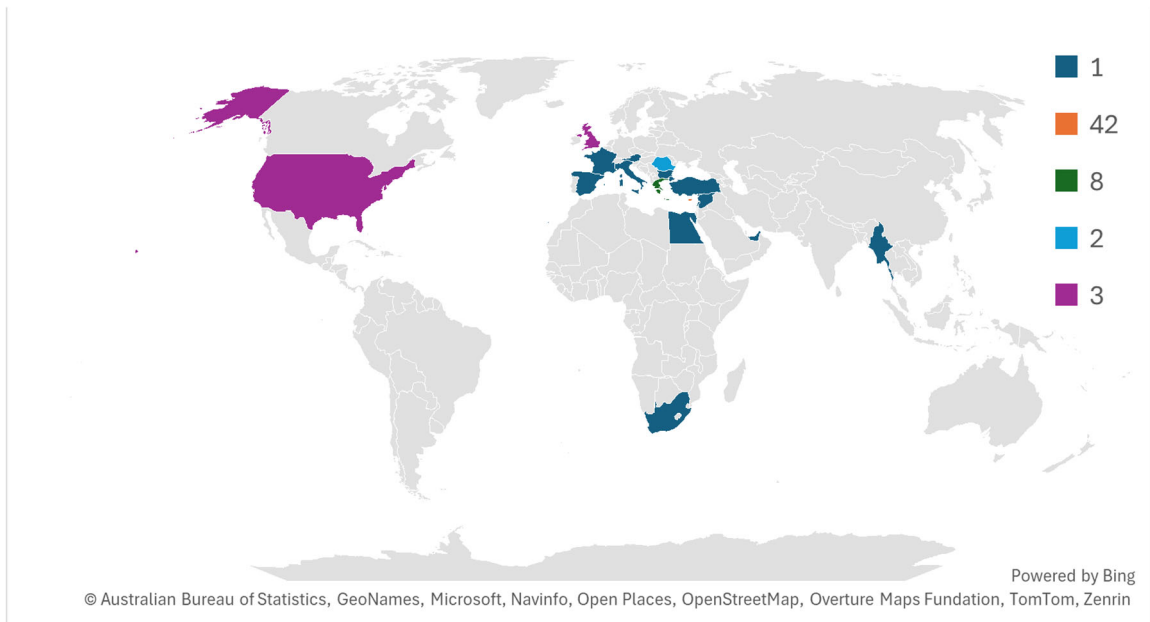 1
42
8
2
3
Powered by Bing
© Australian Bureau of Statistics, GeoNames, Microsoft, Navinfo, Open Places, OpenStreetMap, Overture Maps Fundation, TomTom, Zenrin